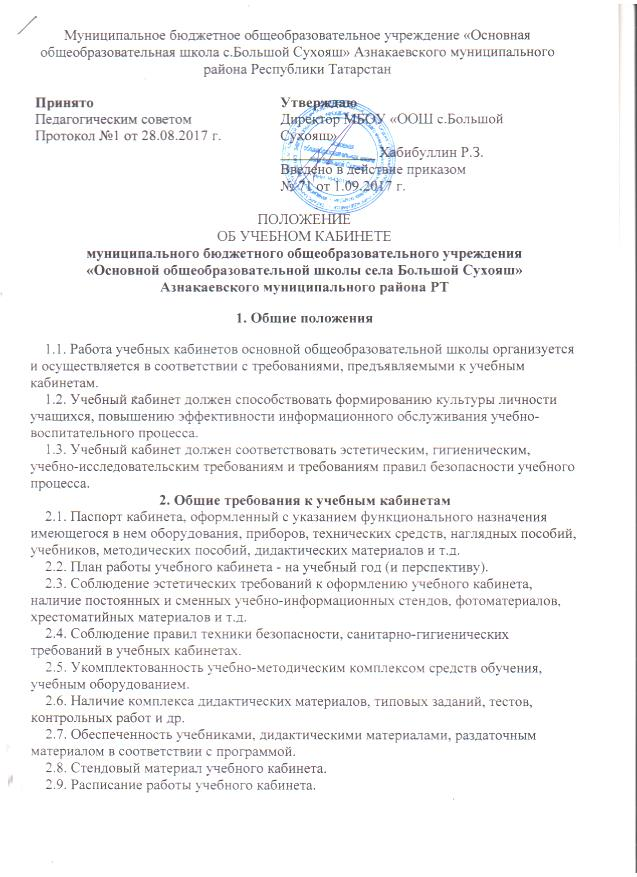 Муниципальное бюджетное общеобразовательное учреждение «Основная
общеобразовательная школа с.Большой Сухояш» Азнакаевского муниципального
района Республики Татарстан
Принято
Педагогическим советом
Протокол №1 от 28.08.2017 г.
Утверждаю
Директор МБОУ «ООШ с.Большой
Сухояш»
Хабибуллин Р.З.
Введено в действие приказом
№ 71 от 1.09.2017 г.
ПОЛОЖЕНИЕ
ОБ УЧЕБНОМ КАБИНЕТЕ
муниципального бюджетного общеобразовательного учреждения
«Основной общеобразовательной школы села Большой Сухояш»
Азнакаевского муниципального района РТ
1. Общие положения
1.1. Работа учебных кабинетов основной общеобразовательной школы организуется
и осуществляется в соответствии с требованиями, предъявляемыми к учебным
кабинетам.
1.2. Учебный кабинет должен способствовать формированию культуры личности
учащихся, повышению эффективности информационного обслуживания учебно-
воспитательного процесса.
1.3. Учебный кабинет должен соответствовать эстетическим, гигиеническим,
учебно-исследовательским требованиям и требованиям правил безопасности учебного
процесса.
2. Общие требования к учебным кабинетам
2.1. Паспорт кабинета, оформленный с указанием функционального назначения
имеющегося в нем оборудования, приборов, технических средств, наглядных пособий,
учебников, методических пособий, дидактических материалов и т.д.
2.2. План работы учебного кабинета - на учебный год (и перспективу).
2.3. Соблюдение эстетических требований к оформлению учебного кабинета,
наличие постоянных и сменных учебно-информационных стендов, фотоматериалов,
хрестоматийных материалов и т.д.
2.4. Соблюдение правил техники безопасности, санитарно-гигиенических
требований в учебных кабинетах.
2.5. Укомплектованность учебно-методическим комплексом средств обучения,
учебным оборудованием.
2.6. Наличие комплекса дидактических материалов, типовых заданий, тестов,
контрольных работ и др.
2.7. Обеспеченность учебниками, дидактическими материалами, раздаточным
материалом в соответствии с программой.
2.8. Стендовый материал учебного кабинета.
2.9. Расписание работы учебного кабинета.